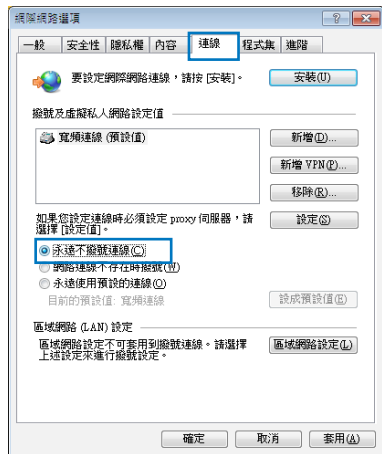 網際網路選項
一般 安全性 隱私權 內容 連線 程式集 進階
要設定網際網路連線，請按 [安裝]。 安裝(U)
撥號及虛擬私人網路設定值
寬頻連線 (預設值) 新增(D)...
新增 VPN(P)...
移除(R)...
如果您設定連線時必須設定 proxy 伺服器，請 設定(S)
選擇 [設定值]。
永遠不撥號連線(C)
網路連線不存在時撥號(W)
永遠使用預設的連線(O)
目前的預設值: 寬頻連線 設成預設值(E)
區域網路 (LAN) 設定
區域網路設定不可套用到撥號連線。請選擇 區域網路設定(L)
上述設定來進行撥號設定。
確定 取消 套用(A)